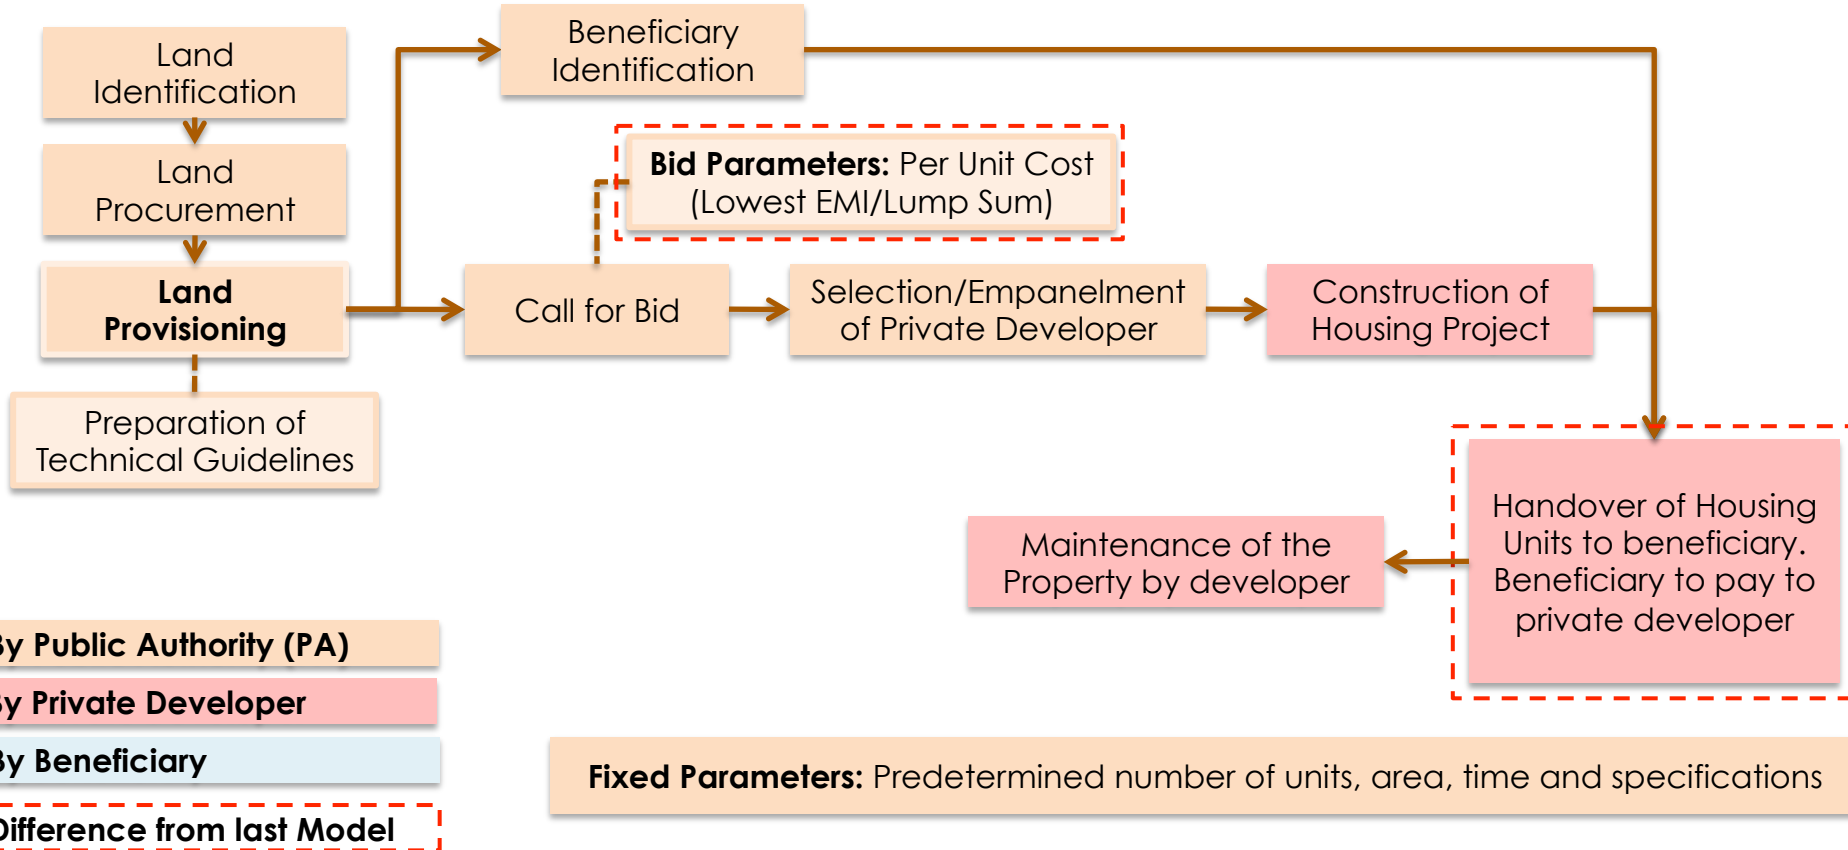 Land
Identification
Beneficiary
Identification
Land
Procurement
Bid Parameters: Per Unit Cost
(Lowest EMI/Lump Sum)
Land
Provisioning
Call for Bid
Selection/Empanelment
of Private Developer
Construction of
Housing Project
Preparation of
Technical Guidelines
Handover of Housing
Units to beneficiary.
Beneficiary to pay to
private developer
Maintenance of the
Property by developer
By Public Authority (PA)
By Private Developer
By Beneficiary
Difference from last Model
Fixed Parameters: Predetermined number of units, area, time and specifications